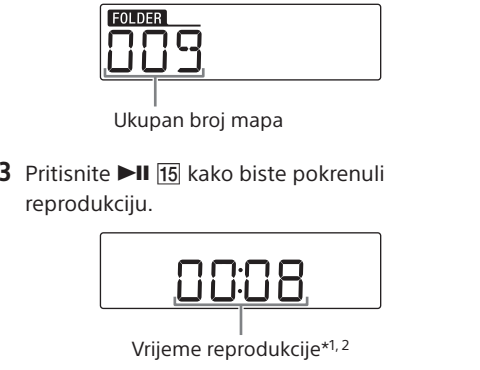 FOLDER
009
Ukupan broj mapa
3 Pritisnite ►II 15 kako biste pokrenuli
reprodukciju.
00:08
Vrijeme reprodukcije*1, 2